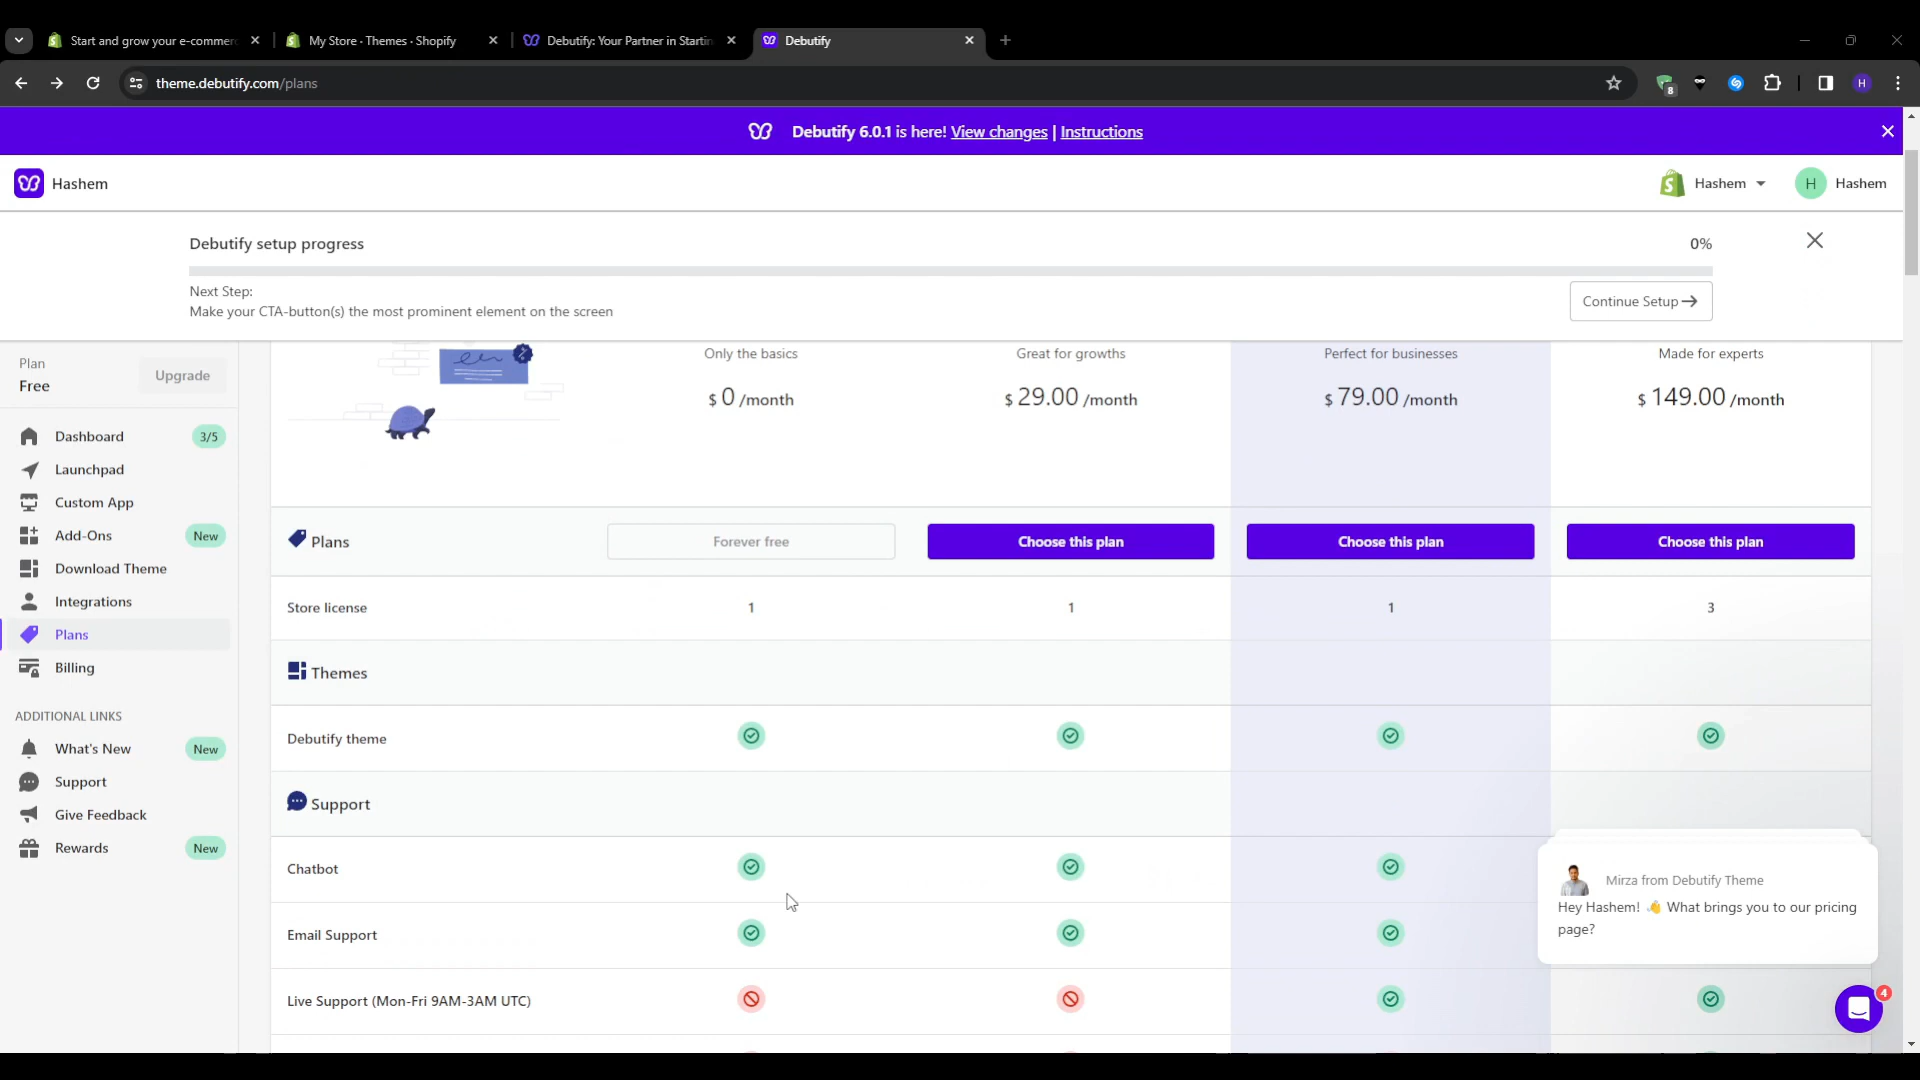 Start and grow your e-commer
My Store · Themes · Shopify
Debutify: Your Partner in Startin
Debutify
theme.debutify.com/plans
8
H
Debutify 6.0.1 is here! View changes | Instructions
Hashem
Hashem
H
Hashem
Debutify setup progress
0%
Next Step:
Make your CTA-button(s) the most prominent element on the screen
Continue Setup
Plan
Free
Upgrade
Dashboard
3/5
Launchpad
Custom App
Add-Ons
New
Download Theme
Integrations
Plans
Billing
ADDITIONAL LINKS
What's New
New
Support
Give Feedback
Rewards
New
Only the basics
Great for growths
Perfect for businesses
Made for experts
$ 0 /month
$ 29.00 /month
$ 79.00 /month
$ 149.00 /month
Plans
Forever free
Choose this plan
Choose this plan
Choose this plan
Store license
1
1
1
3
Themes
Debutify theme
Support
Chatbot
Email Support
Live Support (Mon-Fri 9AM-3AM UTC)
Mirza from Debutify Theme
Hey Hashem! 👋 What brings you to our pricing
page?
4